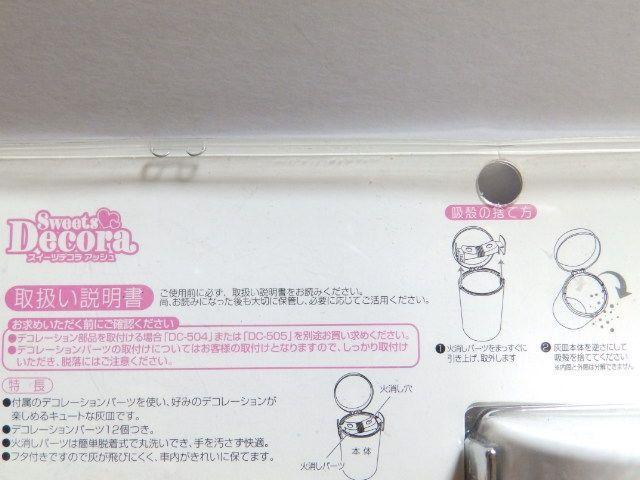 Sweets
Decora
スイーツデコラ アッシュ
取扱い説明書
ご使用前に必ず、取扱い説明書をお読みください。
尚、お読みになった後も大切に保管し、必要に応じてご活用ください。
お求めいただく前にご確認ください
●デコレーション部品を取付ける場合「DC-504」または「DC-505」を別途お買い求めください。
●デコレーションパーツの取付けについてはお客様の取付けとなりますので、しっかり取付け
いただき、脱落にはご注意ください。
特 長
●付属のデコレーションパーツを使い、好みのデコレーションが
楽しめるキュートな灰皿です。
●デコレーションパーツ12個つき。
●火消しパーツは簡単脱着式で丸洗いでき、手を汚さず快適。
●フタ付きですので灰が飛びにくく、車内がきれいに保てます。
火消し穴
本 体
火消しパーツ
吸殻の捨て方
❶火消しパーツをまっすぐに
引き上げ、取外します
❷灰皿本体を逆さにして
吸殻を捨ててください
※内筒と外筒は分解できません